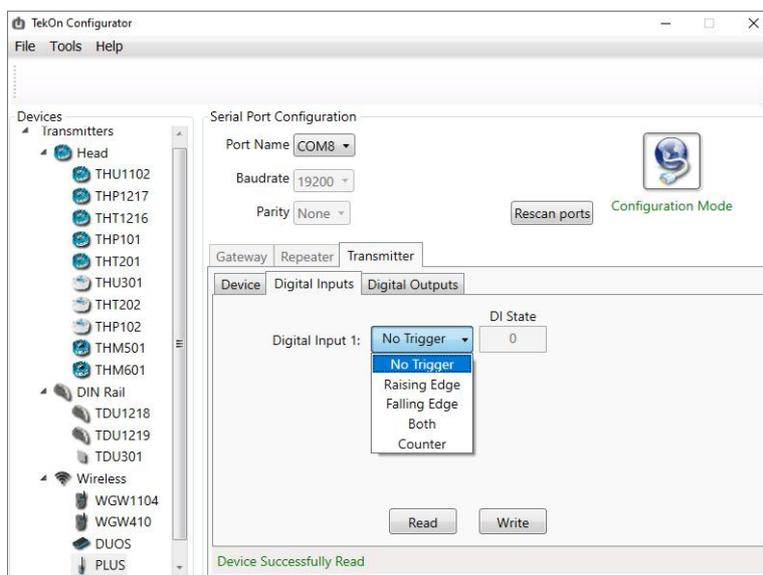 TekOn Configurator
File Tools Help
Devices
Transmitters
Head
THU1102
THP1217
THT1216
THP101
THT201
THU301
THT202
THP102
THM501
THM601
DIN Rail
TDU1218
TDU1219
TDU301
Wireless
WGW1104
WGW410
DUOS
PLUS
Serial Port Configuration
Port Name COM8
Baudrate 19200
Parity None
Rescan ports
Configuration Mode
Gateway Repeater Transmitter
Device Digital Inputs Digital Outputs
DI State
Digital Input 1: No Trigger 0
No Trigger
Raising Edge
Falling Edge
Both
Counter
Read Write
Device Successfully Read